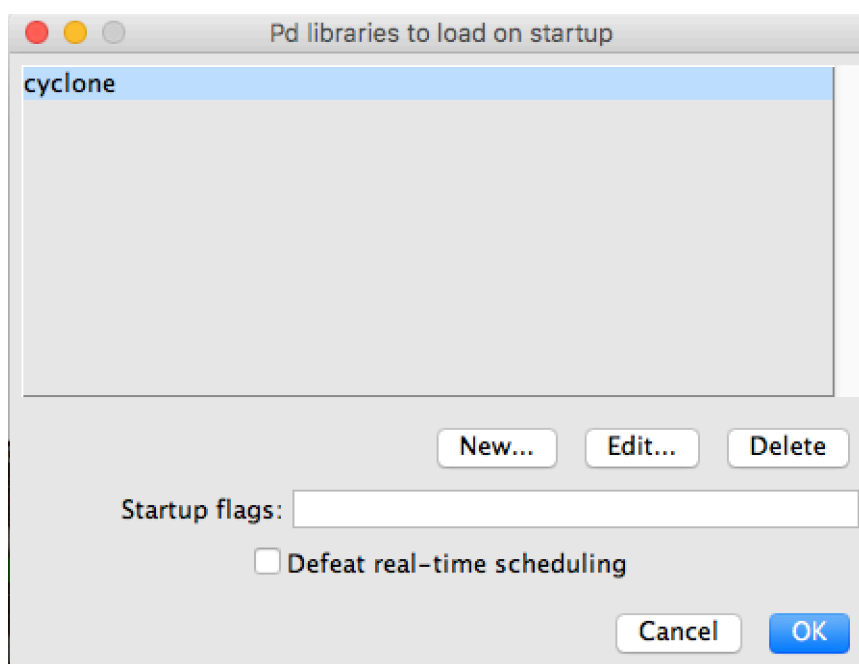 Pd libraries to load on startup
cyclone
New... Edit... Delete
Startup flags:
Defeat real-time scheduling
Cancel OK